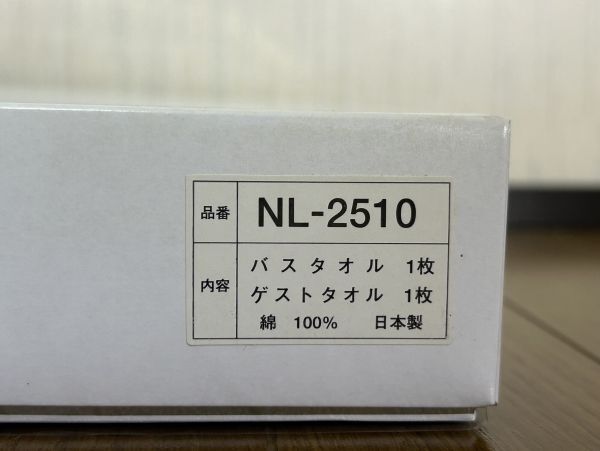 品番 NL-2510
内容 バスタオル 1枚
ゲストタオル 1枚
綿 100% 日本製